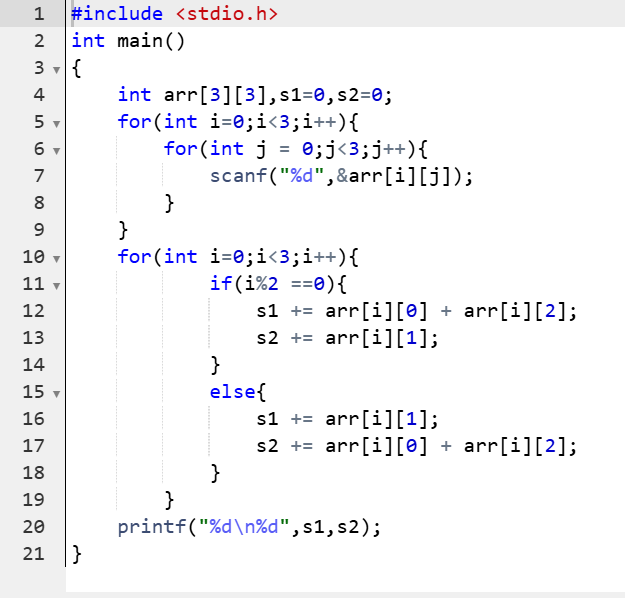 1 #include <stdio.h>
2 int main()
3 {
4     int arr[3][3],s1=0,s2=0;
5     for(int i=0;i<3;i++){
6         for(int j = 0;j<3;j++){
7             scanf("%d",&arr[i][j]);
8         }
9     }
10     for(int i=0;i<3;i++){
11             if(i%2 ==0){
12                 s1 += arr[i][0] + arr[i][2];
13                 s2 += arr[i][1];
14             }
15             else{
16                 s1 += arr[i][1];
17                 s2 += arr[i][0] + arr[i][2];
18             }
19         }
20     printf("%d\n%d",s1,s2);
21 }